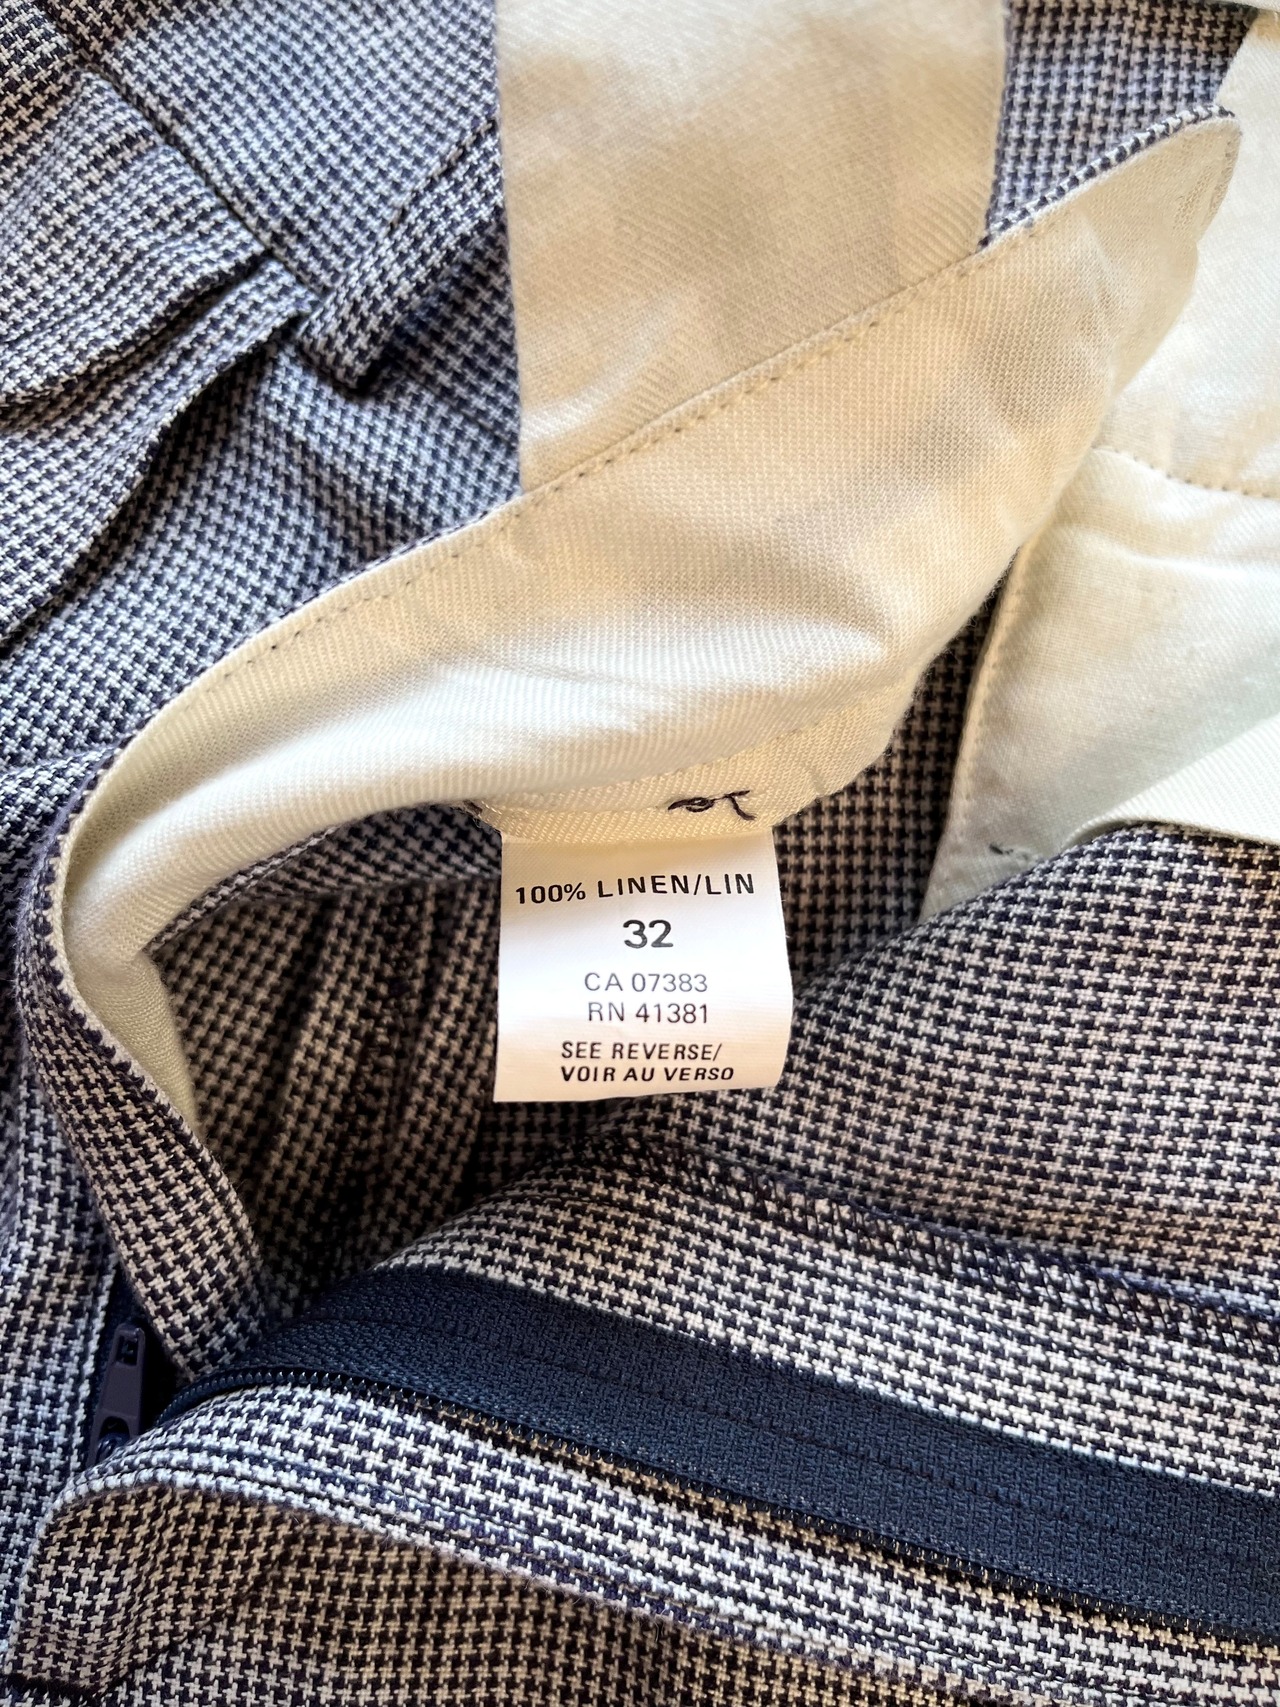 100% LINEN/LIN
32
CA 07383
RN 41381
SEE REVERSE/
VOIR AU VERSO